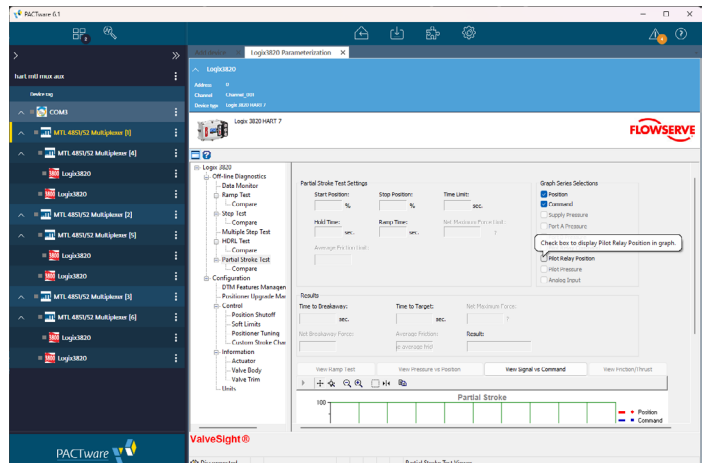 PACTware 6.1
hart mtl mux aux
Device tag
COM3
MTL 4851/52 Multiplexer [1]
MTL 4851/52 Multiplexer [4]
Logix3820
Logix3820
MTL 4851/52 Multiplexer [2]
MTL 4851/52 Multiplexer [5]
Logix3820
Logix3820
MTL 4851/52 Multiplexer [3]
MTL 4851/52 Multiplexer [6]
Logix3820
Logix3820
PACTware
Add device
Logix3820 Parameterization
Logix3820
Address 0
Channel Channel_001
Device type Logix 3820 HART 7
Logix 3820 HART 7
FLOWSERVE
Logix 3820
Off-line Diagnostics
Data Monitor
Ramp Test
Compare
Step Test
Compare
Multiple Step Test
HDRL Test
Compare
Partial Stroke Test
Compare
Configuration
DTM Features Managen
Positioner Upgrade Mar
Control
Position Shutoff
Soft Limits
Positioner Tuning
Custom Stroke Char
Information
Actuator
Valve Body
Valve Trim
Units
Partial Stroke Test Settings
Start Position: Stop Position: Time Limit:
% % sec.
Hold Time: Ramp Time: Net Maximum Force Limit:
sec. sec.
Average Friction Limit:
Graph Series Selections
Position
Command
Supply Pressure
Port A Pressure
Check box to display Pilot Relay Position in graph.
Pilot Relay Position
Pilot Pressure
Analog Input
Results
Time to Breakaway: Time to Target: Net Maximum Force:
sec. sec.
Net Breakaway Force: Average Friction: Result:
lo average frid
View Ramp Test View Pressure vs Position View Signal vs Command View Friction/Thrust
Partial Stroke
100
Position
Command
ValveSight®
Disconnected
Partial Stroke Test Viewer